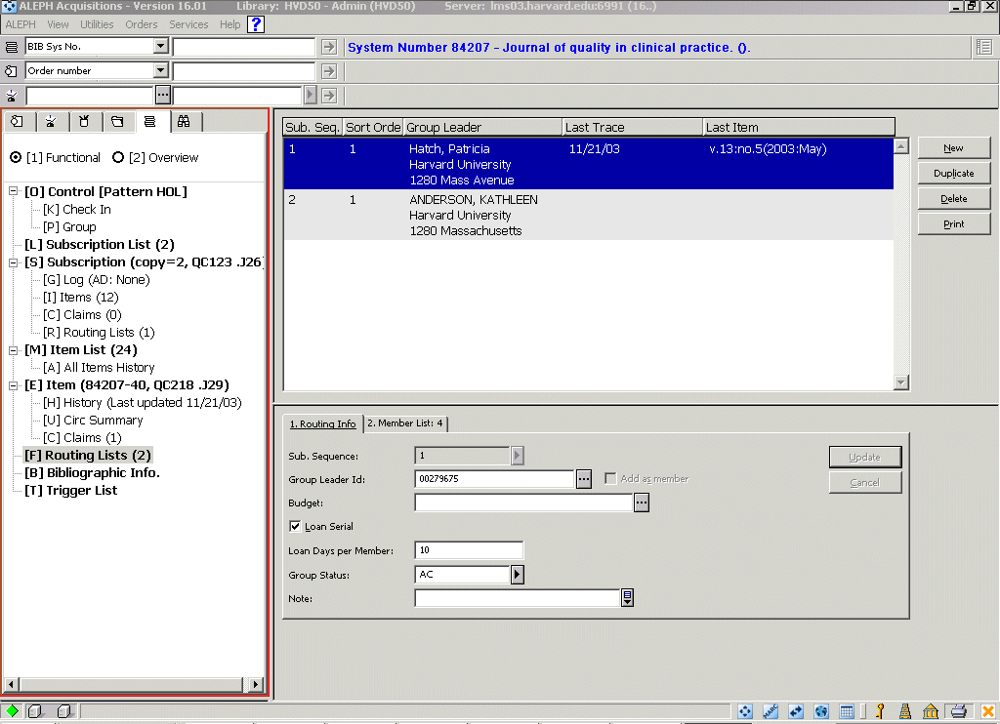 ALEPH Acquisitions - Version 16.01 Library: HVD50 - Admin (HVD50) Server: lms03.harvard.edu:6991 (16..)
ALEPH View Utilities Orders Services Help ?
BIB Sys No.
System Number 84207 - Journal of quality in clinical practice. ().
Order number
[1] Functional [2] Overview
[O] Control [Pattern HOL]
[K] Check In
[P] Group
[L] Subscription List (2)
[S] Subscription (copy=2, QC123 .J26)
[G] Log (AD: None)
[I] Items (12)
[C] Claims (0)
[R] Routing Lists (1)
[M] Item List (24)
[A] All Items History
[E] Item (84207-40, QC218 .J29)
[H] History (Last updated 11/21/03)
[U] Circ Summary
[C] Claims (1)
[F] Routing Lists (2)
[B] Bibliographic Info.
[T] Trigger List
Sub. Seq. Sort Orde Group Leader Last Trace Last Item
1 1 Hatch, Patricia 11/21/03 v.13:no.5(2003:May)
Harvard University
1280 Mass Avenue
2 1 ANDERSON, KATHLEEN
Harvard University
1280 Massachusetts
New
Duplicate
Delete
Print
1. Routing Info 2. Member List: 4
Sub. Sequence: 1
Group Leader Id: 00279675 ... Add as member
Budget: ...
Loan Serial
Loan Days per Member: 10
Group Status: AC
Note:
Update
Cancel
MARC